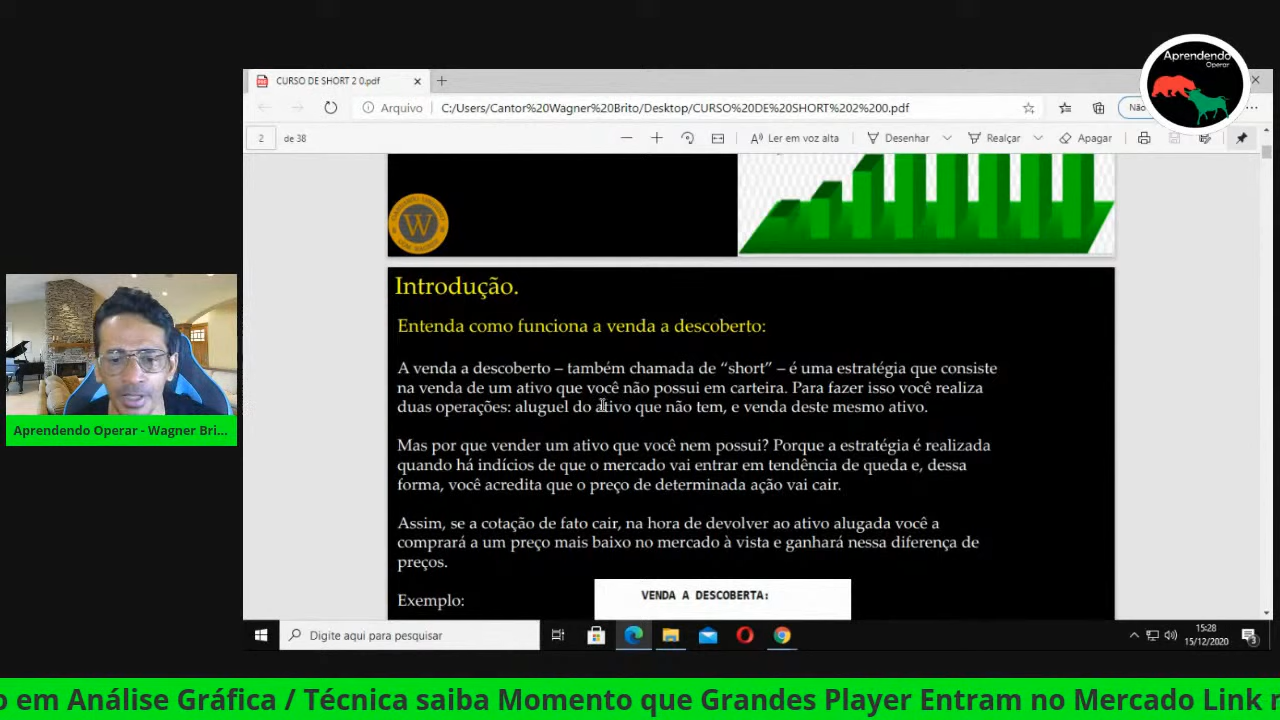 Aprendendo
Operar
CURSO DE SHORT 2 0.pdf
Arquivo
C:/Users/Cantor%20Wagner%20Brito/Desktop/CURSO%20DE%20SHORT%202%200.pdf
Não
2 de 38
Ler em voz alta
Desenhar
Realçar
Apagar
W
Introdução.
Entenda como funciona a venda a descoberto:
A venda a descoberto – também chamada de “short” – é uma estratégia que consiste
na venda de um ativo que você não possui em carteira. Para fazer isso você realiza
duas operações: aluguel do ativo que não tem, e venda deste mesmo ativo.
Mas por que vender um ativo que você nem possui? Porque a estratégia é realizada
quando há indícios de que o mercado vai entrar em tendência de queda e, dessa
forma, você acredita que o preço de determinada ação vai cair.
Assim, se a cotação de fato cair, na hora de devolver ao ativo alugada você a
comprará a um preço mais baixo no mercado à vista e ganhará nessa diferença de
preços.
Exemplo:
VENDA A DESCOBERTA:
Aprendendo Operar - Wagner Bri...
Digite aqui para pesquisar
15:28
15/12/2020
3
o em Análise Gráfica / Técnica saiba Momento que Grandes Player Entram no Mercado Link